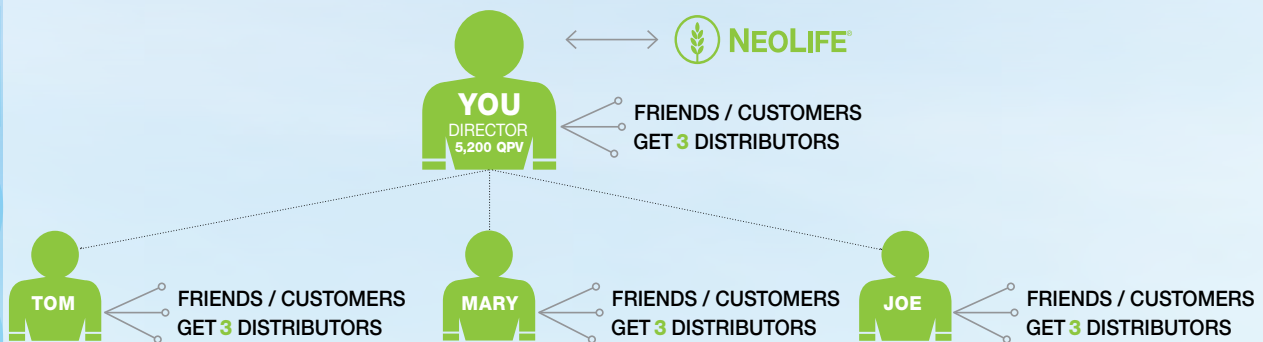 NEOLIFE®
YOU
DIRECTOR
5,200 QPV
FRIENDS / CUSTOMERS
GET 3 DISTRIBUTORS
TOM
FRIENDS / CUSTOMERS
GET 3 DISTRIBUTORS
MARY
FRIENDS / CUSTOMERS
GET 3 DISTRIBUTORS
JOE
FRIENDS / CUSTOMERS
GET 3 DISTRIBUTORS